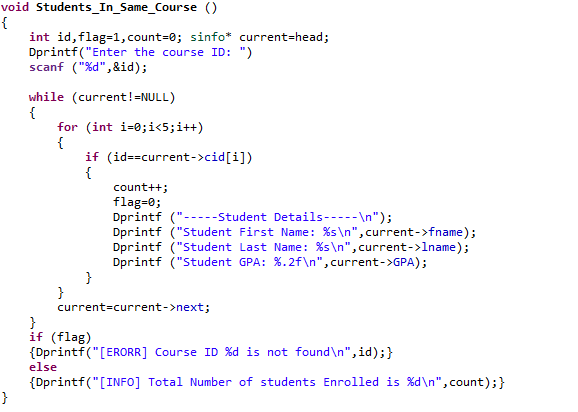 void Students_In_Same_Course ()
{
    int id,flag=1,count=0; sinfo* current=head;
    Dprintf("Enter the course ID: ")
    scanf ("%d",&id);

    while (current!=NULL)
    {
        for (int i=0;i<5;i++)
        {
            if (id==current->cid[i])
            {
                count++;
                flag=0;
                Dprintf ("-----Student Details-----\n");
                Dprintf ("Student First Name: %s\n",current->fname);
                Dprintf ("Student Last Name: %s\n",current->lname);
                Dprintf ("Student GPA: %.2f\n",current->GPA);
            }
        }
        current=current->next;
    }
    if (flag)
    {Dprintf("[ERORR] Course ID %d is not found\n",id);}
    else
    {Dprintf("[INFO] Total Number of students Enrolled is %d\n",count);}
}